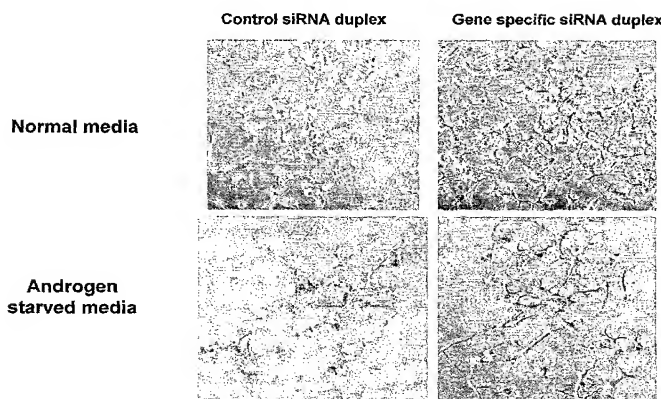 Control siRNA duplex
Gene specific siRNA duplex
Normal media
Androgen
starved media